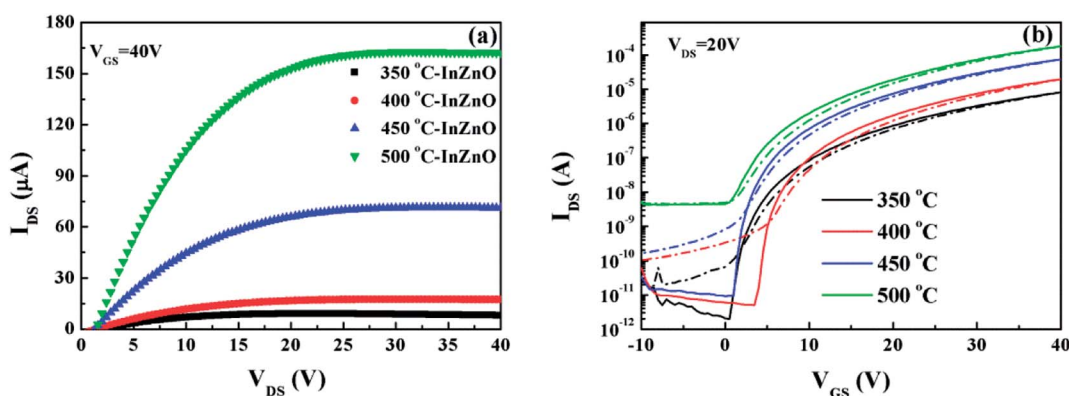 (a)
V_GS=40V
350 °C-InZnO
400 °C-InZnO
450 °C-InZnO
500 °C-InZnO
I_DS (μA)
180
150
120
90
60
30
0
0 5 10 15 20 25 30 35 40
V_DS (V)
(b)
V_DS=20V
350 °C
400 °C
450 °C
500 °C
I_DS (A)
10^-4
10^-5
10^-6
10^-7
10^-8
10^-9
10^-10
10^-11
10^-12
-10 0 10 20 30 40
V_GS (V)